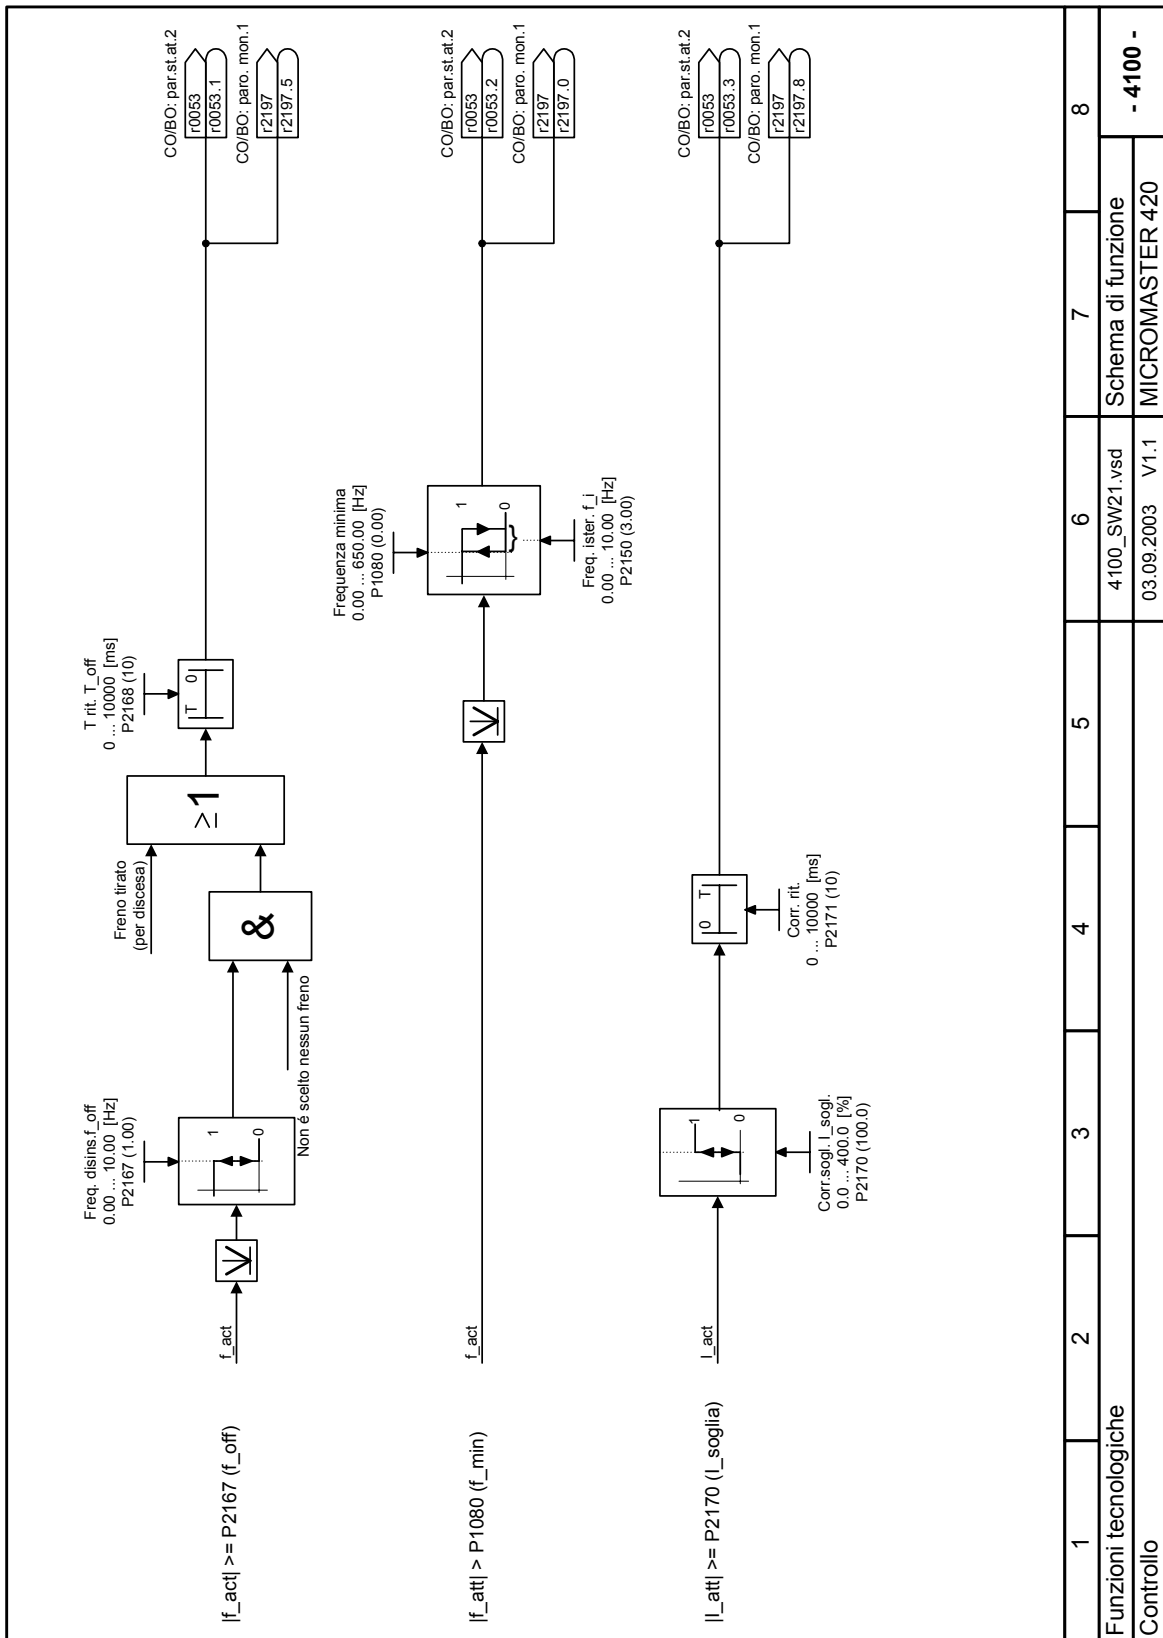 |f_act| >= P2167 (f_off)
f_act
Freq. disins.f_off
0.00 ... 10.00 [Hz]
P2167 (1.00)
1
0
Non é scelto nessun freno
&
Freno tirato
(per discesa)
≥1
T rit. T_off
0 ... 10000 [ms]
P2168 (10)
T 0
CO/BO: par.st.at.2
r0053
r0053.1
CO/BO: paro. mon.1
r2197
r2197.5
|f_att| > P1080 (f_min)
f_act
Frequenza minima
0.00 ... 650.00 [Hz]
P1080 (0.00)
1
0
}
Freq. ister. f_i
0.00 ... 10.00 [Hz]
P2150 (3.00)
CO/BO: par.st.at.2
r0053
r0053.2
CO/BO: paro. mon.1
r2197
r2197.0
|I_att| >= P2170 (I_soglia)
I_act
1
0
Corr.sogl. I_sogl.
0.0 ... 400.0 [%]
P2170 (100.0)
0 T
Corr. rit.
0 ... 10000 [ms]
P2171 (10)
CO/BO: par.st.at.2
r0053
r0053.3
CO/BO: paro. mon.1
r2197
r2197.8
1 2 3 4 5 6 7 8
Funzioni tecnologiche 4100_SW21.vsd Schema di funzione - 4100 -
Controllo 03.09.2003 V1.1 MICROMASTER 420